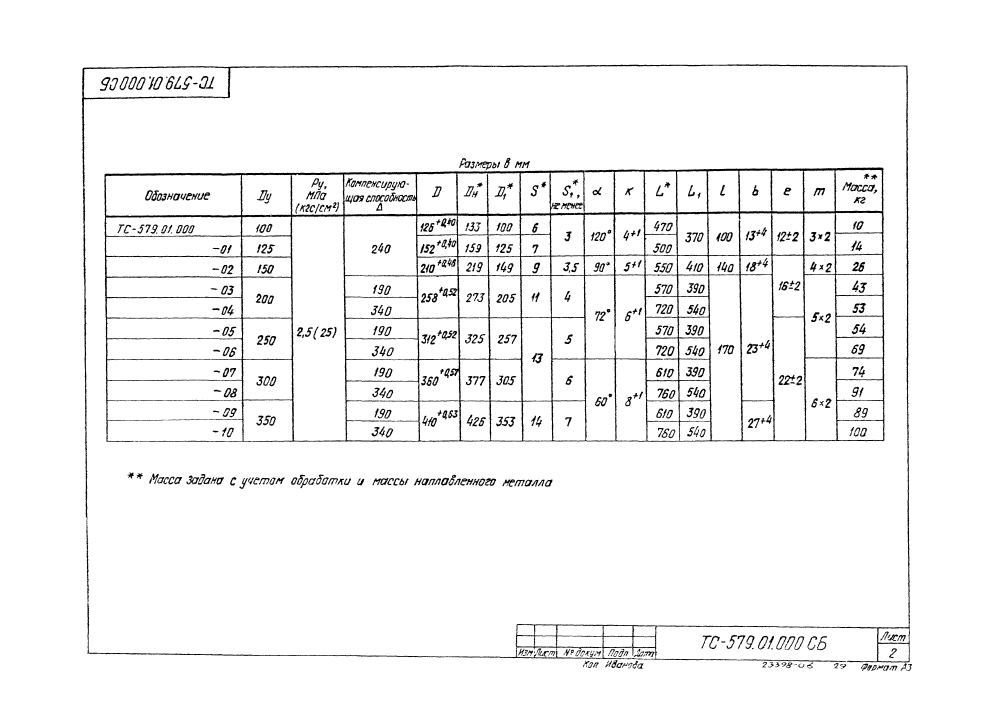 ТС-579.01.000 СБ
Размеры в мм
Обозначение Dу Pу, МПа (кгс/см²) Компенсирую-щая способность Δ D Dн* D1* S* S1*, не менее α к L* L1 l b e m Масса, кг **
ТС-579.01.000 100 2,5(25) 240 126+0,40 133 100 6 3 120° 4+1 470 370 100 13+4 12±2 3×2 10
-01 125 152+0,40 159 125 7 500 14
-02 150 210+0,46 219 149 9 3,5 90° 5+1 550 410 140 18+4 16±2 4×2 26
-03 200 190 258+0,52 273 205 11 4 72° 6+1 570 390 170 23+4 5×2 43
-04 340 720 540 53
-05 250 190 312+0,52 325 257 13 5 570 390 22±2 54
-06 340 720 540 69
-07 300 190 360+0,57 377 305 6 60° 8+1 610 390 6×2 74
-08 340 760 540 91
-09 350 190 410+0,63 426 353 14 7 610 390 27+4 89
-10 340 760 540 100
** Масса задана с учетом обработки и массы наплавленного металла
ТС-579.01.000 СБ
Лист
2
Изм Лист № докум Подп Дата
Коп Иванова 23398-06 29 Формат А3